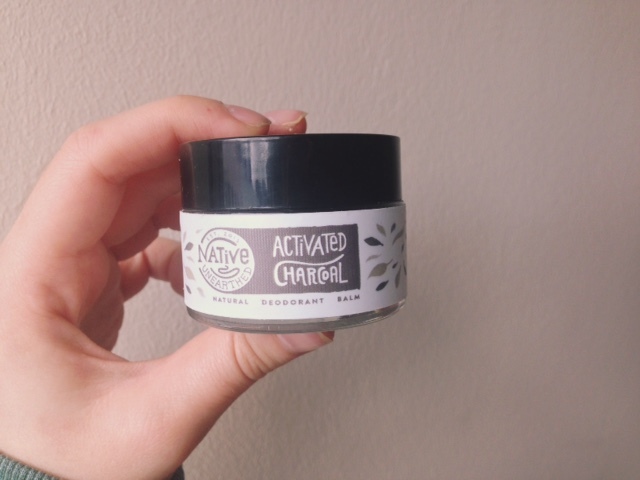 NATIVE
UNEARTHED
ACTIVATED
CHARCOAL
NATURAL DEODORANT BALM